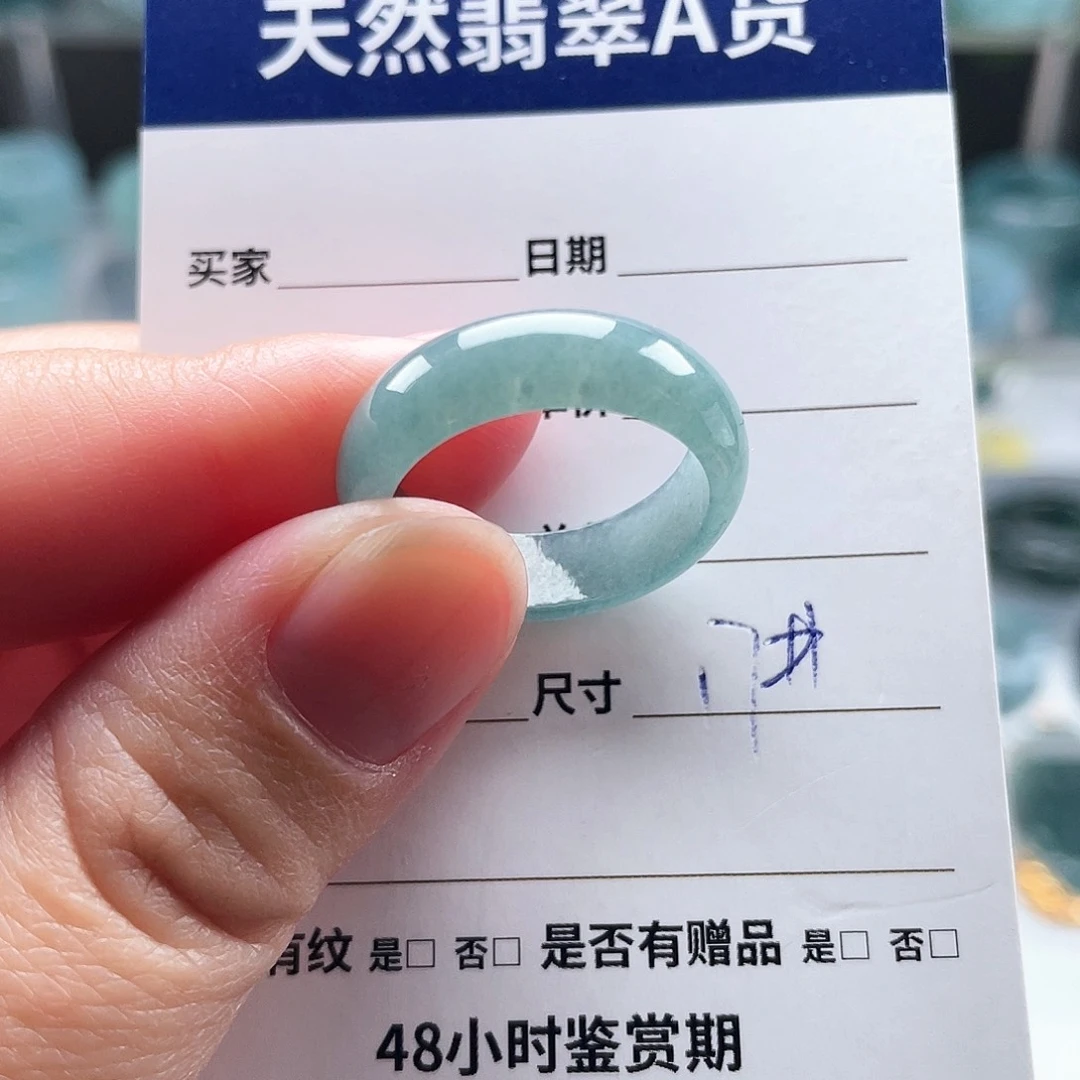 天然翡翠A货
买家 日期
尺寸 17#
有纹 是□ 否□ 是否有赠品 是□ 否□
48小时鉴赏期